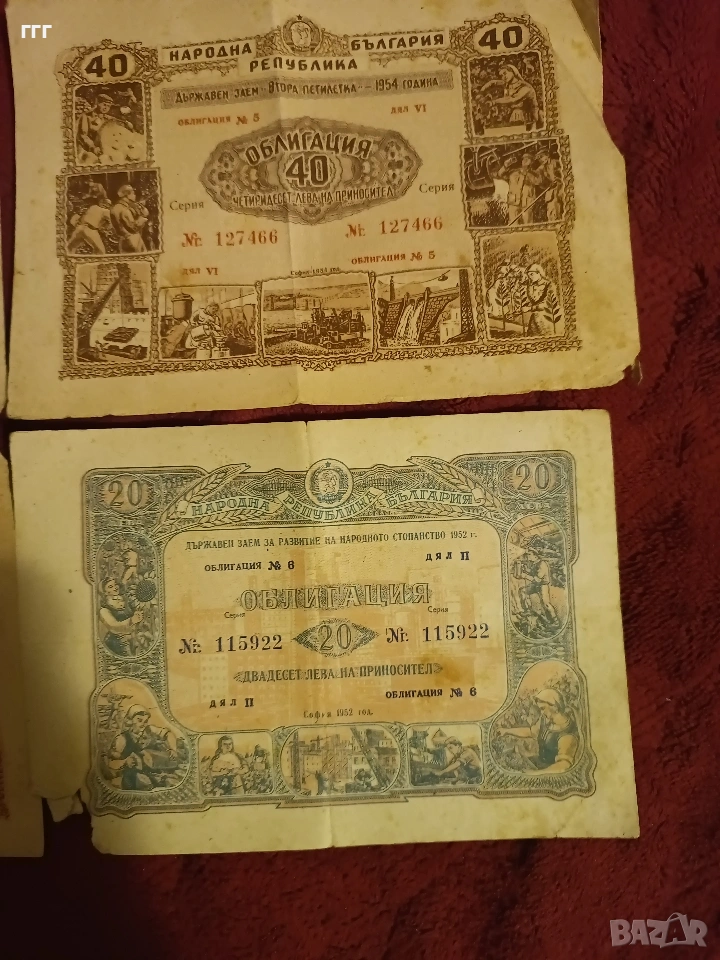 ггг
40
НАРОДНА
БЪЛГАРИЯ
40
РЕПУБЛИКА
ДЪРЖАВЕН ЗАЕМ "ВТОРА ПЕТИЛЕТКА" - 1954 ГОДИНА
ОБЛИГАЦИЯ № 5
ДЯЛ VI
ОБЛИГАЦИЯ
40
ЧЕТИРИДЕСЕТ ЛЕВА НА ПРИНОСИТЕЛ
Серия
Серия
№: 127466
№: 127466
ДЯЛ VI
ОБЛИГАЦИЯ № 5
София
год.
20
НАРОДНА РЕПУБЛИКА БЪЛГАРИЯ
20
ДЪРЖАВЕН ЗАЕМ ЗА РАЗВИТИЕ НА НАРОДНОТО СТОПАНСТВО 1952 г.
ОБЛИГАЦИЯ № 6
ДЯЛ II
ОБЛИГАЦИЯ
Серия
Серия
№: 115922
20
№: 115922
«ДВАДЕСЕТ ЛЕВА НА ПРИНОСИТЕЛ»
ДЯЛ II
ОБЛИГАЦИЯ № 6
София 1952 год.
BAZAR